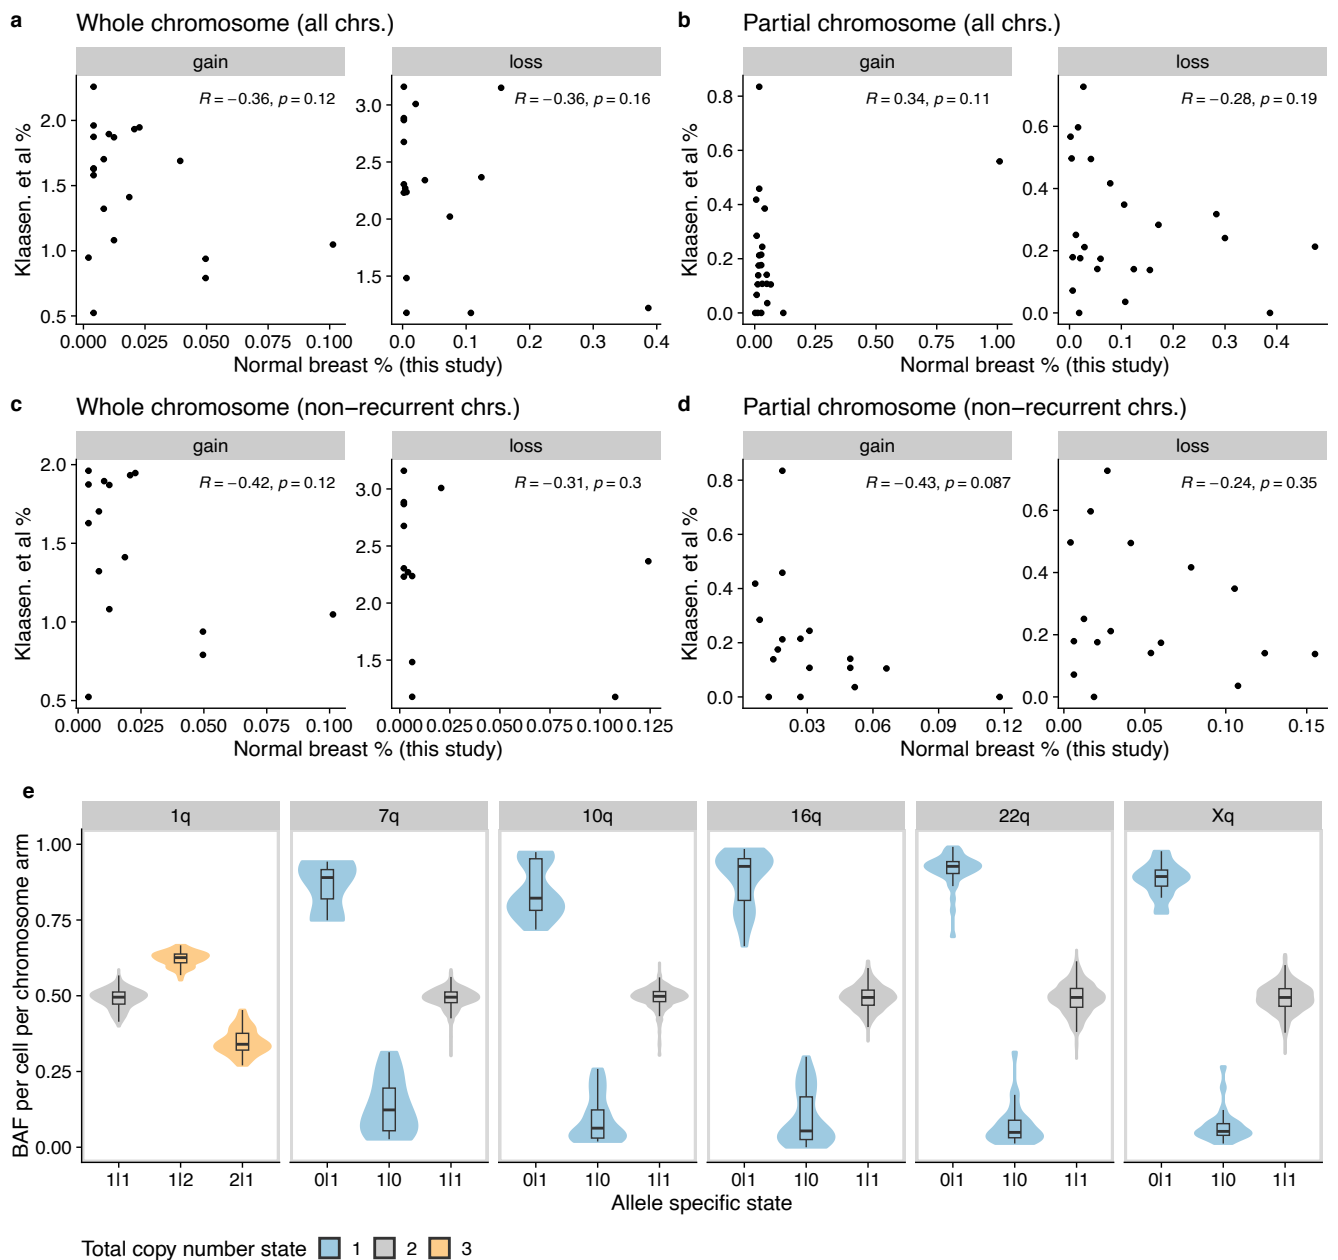 a Whole chromosome (all chrs.)
gain
loss
R = −0.36, p = 0.12
R = −0.36, p = 0.16
Klaasen. et al %
2.0
1.5
1.0
0.5
3.0
2.5
2.0
1.5
0.000 0.025 0.050 0.075 0.100
0.0 0.1 0.2 0.3 0.4
Normal breast % (this study)
b Partial chromosome (all chrs.)
gain
loss
R = 0.34, p = 0.11
R = −0.28, p = 0.19
Klaasen. et al %
0.8
0.6
0.4
0.2
0.0
0.6
0.4
0.2
0.0
0.00 0.25 0.50 0.75 1.00
0.0 0.1 0.2 0.3 0.4
Normal breast % (this study)
c Whole chromosome (non−recurrent chrs.)
gain
loss
R = −0.42, p = 0.12
R = −0.31, p = 0.3
Klaasen. et al %
2.0
1.5
1.0
0.5
3.0
2.5
2.0
1.5
0.000 0.025 0.050 0.075 0.100
0.000 0.025 0.050 0.075 0.100 0.125
Normal breast % (this study)
d Partial chromosome (non−recurrent chrs.)
gain
loss
R = −0.43, p = 0.087
R = −0.24, p = 0.35
Klaasen. et al %
0.8
0.6
0.4
0.2
0.0
0.6
0.4
0.2
0.0
0.03 0.06 0.09 0.12
0.00 0.05 0.10 0.15
Normal breast % (this study)
e
1q 7q 10q 16q 22q Xq
BAF per cell per chromosome arm
1.00
0.75
0.50
0.25
0.00
1|1 1|2 2|1 0|1 1|0 1|1 0|1 1|0 1|1 0|1 1|0 1|1 0|1 1|0 1|1 0|1 1|0 1|1
Allele specific state
Total copy number state 1 2 3